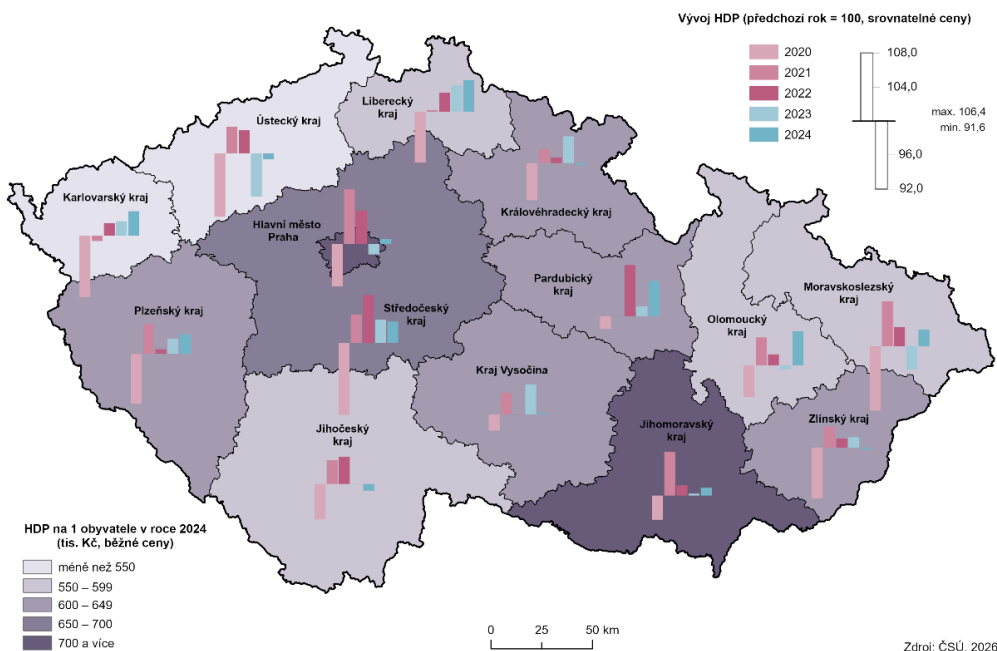 Vývoj HDP (předchozí rok = 100, srovnatelné ceny)
2020
2021
2022
2023
2024
108,0
104,0
max. 106,4
min. 91,6
96,0
92,0
Liberecký
kraj
Ústecký kraj
Karlovarský kraj
Hlavní město
Praha
Královéhradecký kraj
Pardubický
kraj
Moravskoslezský
kraj
Plzeňský kraj
Středočeský
kraj
Olomoucký
kraj
Kraj Vysočina
Jihočeský
kraj
Jihomoravský
kraj
Zlínský kraj
HDP na 1 obyvatele v roce 2024
(tis. Kč, běžné ceny)
méně než 550
550 – 599
600 – 649
650 – 700
700 a více
0 25 50 km
Zdroj: ČSÚ, 2026